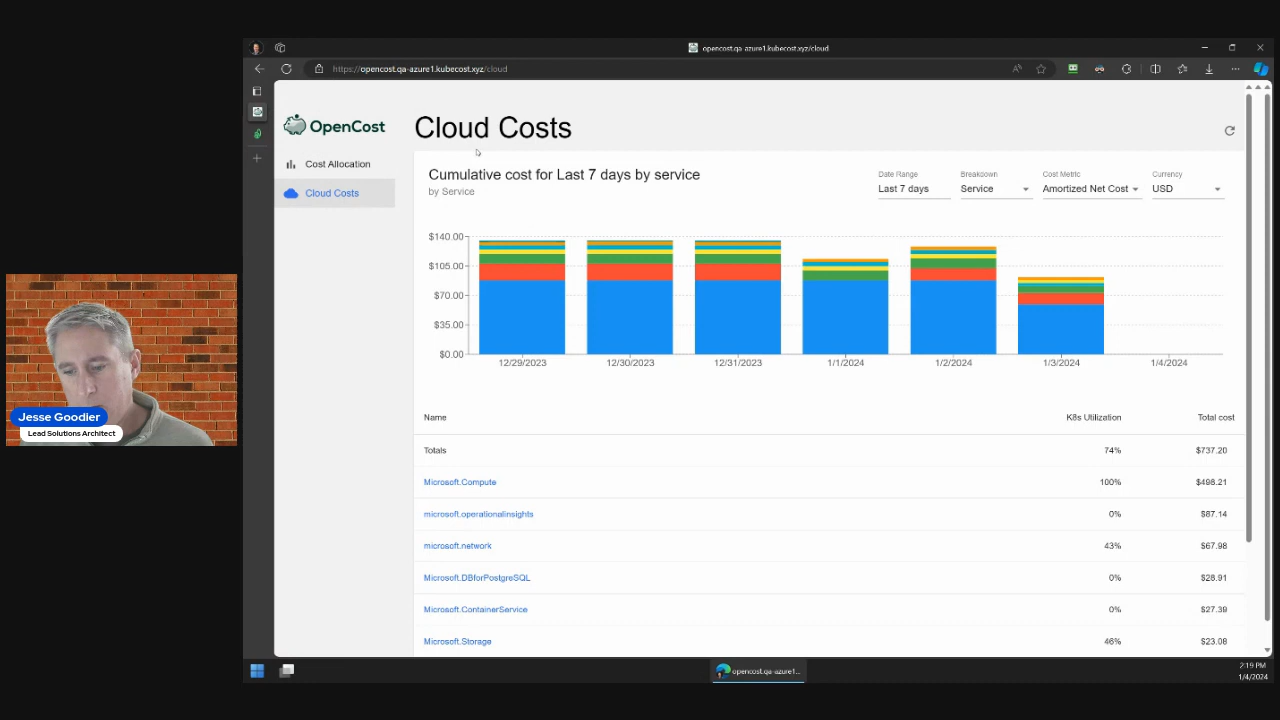 opencost.qa-azure1.kubecost.xyz/cloud
https://opencost.qa-azure1.kubecost.xyz/cloud
OpenCost
Cost Allocation
Cloud Costs
Cloud Costs
Cumulative cost for Last 7 days by service
by Service
Date Range
Last 7 days
Breakdown
Service
Cost Metric
Amortized Net Cost
Currency
USD
$140.00
$105.00
$70.00
$35.00
$0.00
12/29/2023 12/30/2023 12/31/2023 1/1/2024 1/2/2024 1/3/2024 1/4/2024
Name K8s Utilization Total cost
Totals 74% $737.20
Microsoft.Compute 100% $498.21
microsoft.operationalinsights 0% $87.14
microsoft.network 43% $67.98
Microsoft.DBforPostgreSQL 0% $28.91
Microsoft.ContainerService 0% $27.39
Microsoft.Storage 46% $23.08
Jesse Goodier
Lead Solutions Architect
opencost.qa-azure1...
2:19 PM
1/4/2024